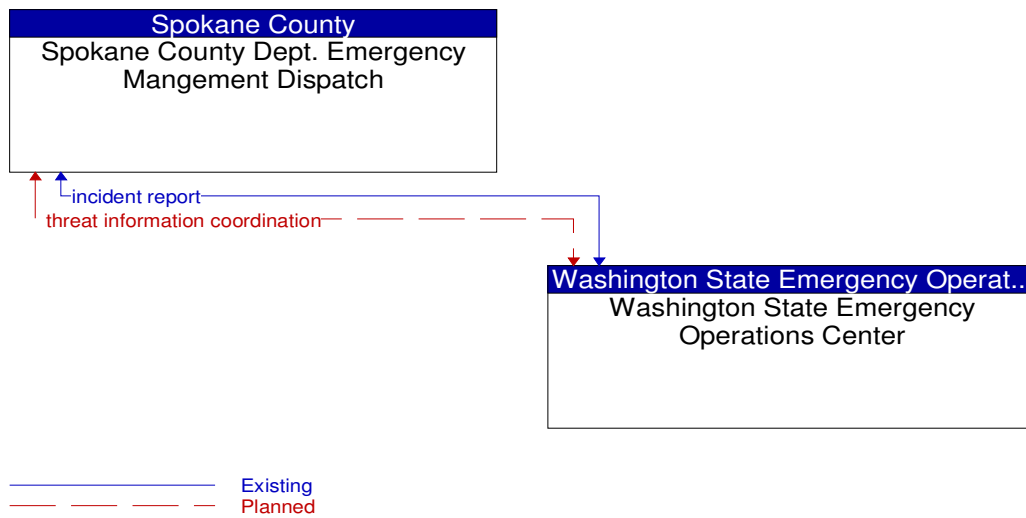 Spokane County
Spokane County Dept. Emergency
Mangement Dispatch
incident report
threat information coordination
Washington State Emergency Operat..
Washington State Emergency
Operations Center
Existing
Planned